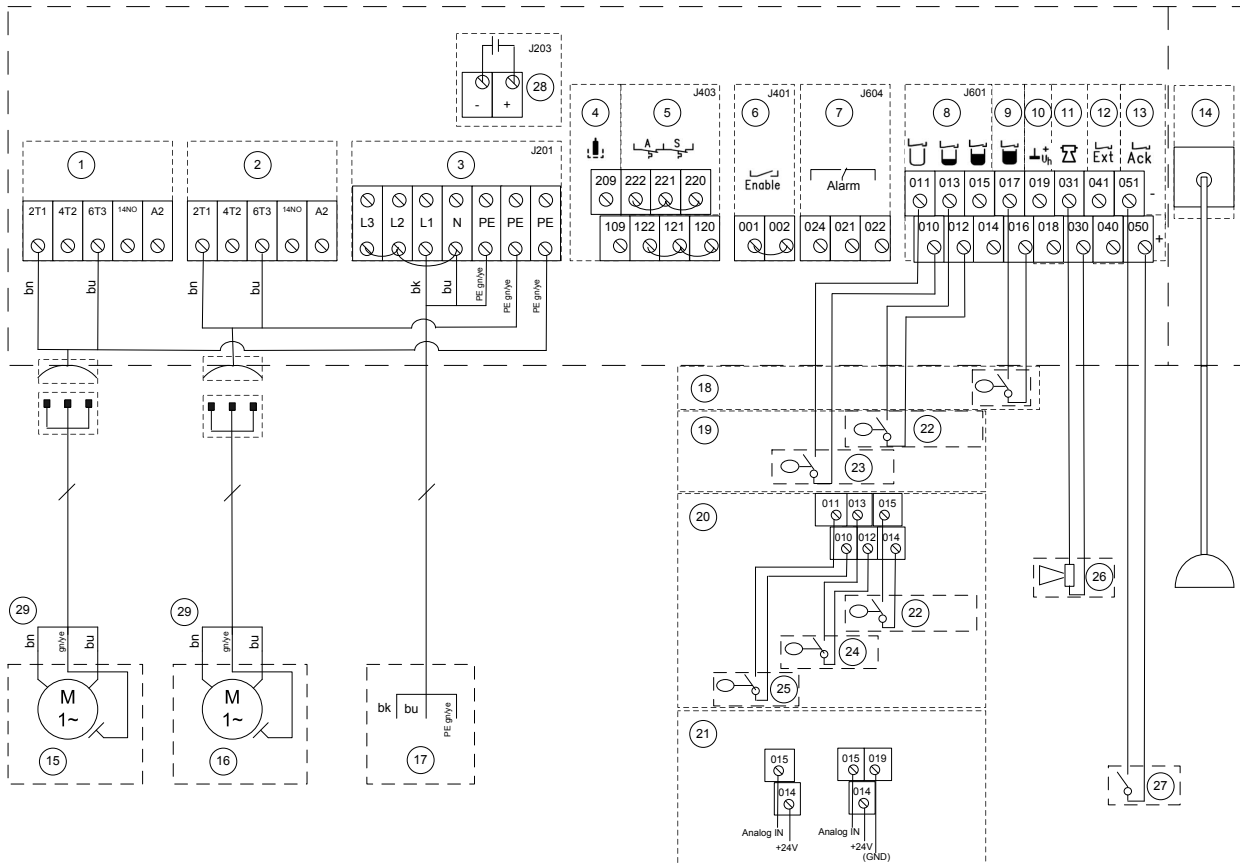 J203
- +
28
J403
J401
J604
J601
4
5
6
7
8
9
10
11
12
13
14
A S
P P
Enable
Alarm
+
Uh
Ext
Ack
1
2
3
J201
209 222 221 220
011 013 015 017 019 031 041 051 -
2T1 4T2 6T3 14NO A2
2T1 4T2 6T3 14NO A2
L3 L2 L1 N PE PE PE
109 122 121 120
001 002
024 021 022
010 012 014 016 018 030 040 050 +
bn
bu
bn
bu
bk
bu
PE gn/ye
PE gn/ye
PE gn/ye
18
19
22
23
20
011 013 015
010 012 014
26
22
24
25
29
bn
gn/ye
bu
29
bn
gn/ye
bu
M
1~
15
M
1~
16
bk
bu
PE gn/ye
17
21
015
014
Analog IN
+24V
015 019
014
Analog IN
+24V
(GND)
27